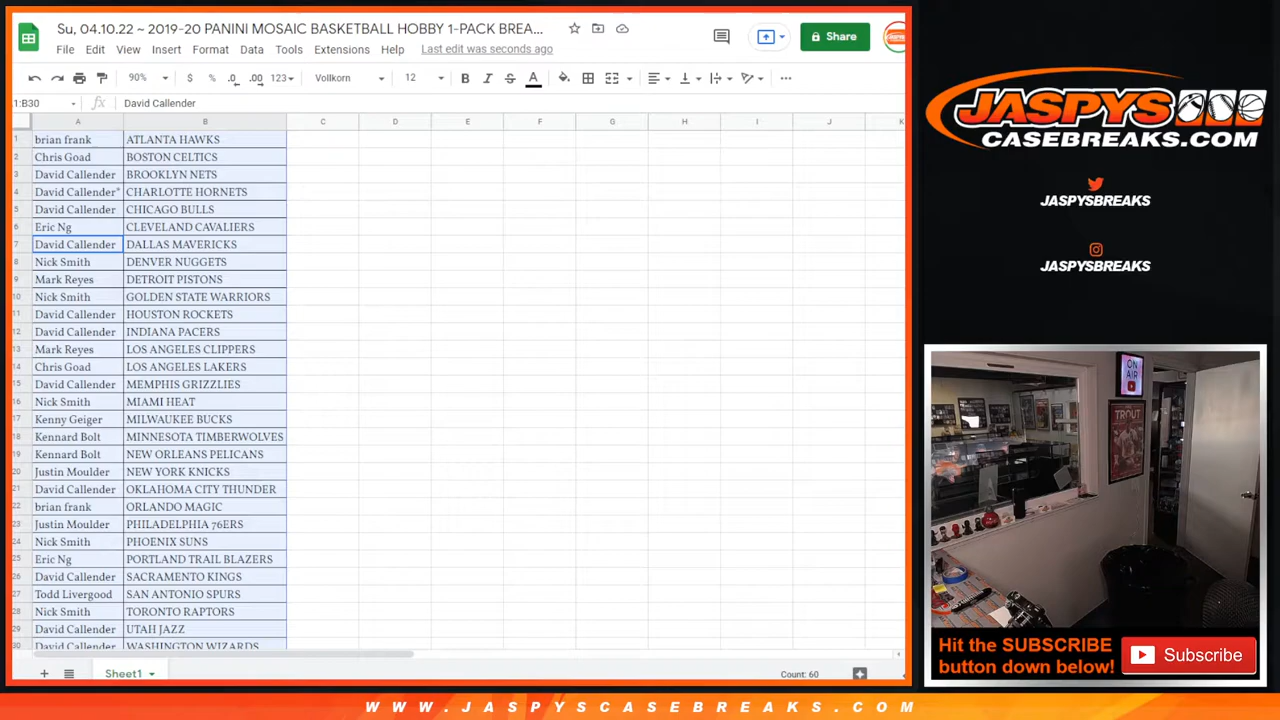 Su, 04.10.22 ~ 2019-20 PANINI MOSAIC BASKETBALL HOBBY 1-PACK BREA...
Share
File Edit View Insert Format Data Tools Extensions Help Last edit was seconds ago
90% $ % .0 .00 123 Vollkorn 12 B I S A
1:B30 fx David Callender
A B C D E F G H I J K
1 brian frank ATLANTA HAWKS
2 Chris Goad BOSTON CELTICS
3 David Callender BROOKLYN NETS
4 David Callender* CHARLOTTE HORNETS
5 David Callender CHICAGO BULLS
6 Eric Ng CLEVELAND CAVALIERS
7 David Callender DALLAS MAVERICKS
8 Nick Smith DENVER NUGGETS
9 Mark Reyes DETROIT PISTONS
10 Nick Smith GOLDEN STATE WARRIORS
11 David Callender HOUSTON ROCKETS
12 David Callender INDIANA PACERS
13 Mark Reyes LOS ANGELES CLIPPERS
14 Chris Goad LOS ANGELES LAKERS
15 David Callender MEMPHIS GRIZZLIES
16 Nick Smith MIAMI HEAT
17 Kenny Geiger MILWAUKEE BUCKS
18 Kennard Bolt MINNESOTA TIMBERWOLVES
19 Kennard Bolt NEW ORLEANS PELICANS
20 Justin Moulder NEW YORK KNICKS
21 David Callender OKLAHOMA CITY THUNDER
22 brian frank ORLANDO MAGIC
23 Justin Moulder PHILADELPHIA 76ERS
24 Nick Smith PHOENIX SUNS
25 Eric Ng PORTLAND TRAIL BLAZERS
26 David Callender SACRAMENTO KINGS
27 Todd Livergood SAN ANTONIO SPURS
28 Nick Smith TORONTO RAPTORS
29 David Callender UTAH JAZZ
30 David Callender WASHINGTON WIZARDS
Sheet1
Count: 60
JASPYS
CASEBREAKS.COM
JASPYSBREAKS
JASPYSBREAKS
ON
AIR
TROUT
Hit the SUBSCRIBE
button down below!
Subscribe
WWW.JASPYSCASEBREAKS.COM